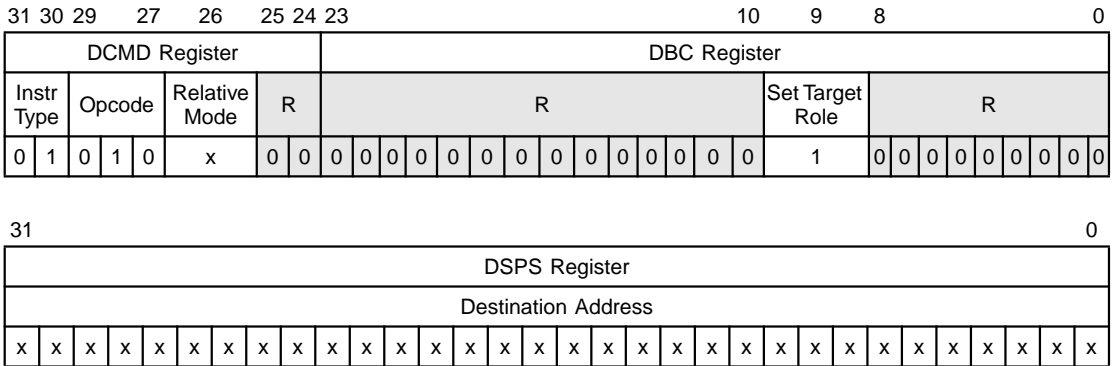 31 30 29 27 26 25 24 23 10 9 8 0
DCMD Register DBC Register
Instr Type Opcode Relative Mode R R Set Target Role R
0 1 0 1 0 x 0 0 0 0 0 0 0 0 0 0 0 0 0 0 0 0 1 0 0 0 0 0 0 0 0 0
31 0
DSPS Register
Destination Address
x x x x x x x x x x x x x x x x x x x x x x x x x x x x x x x x